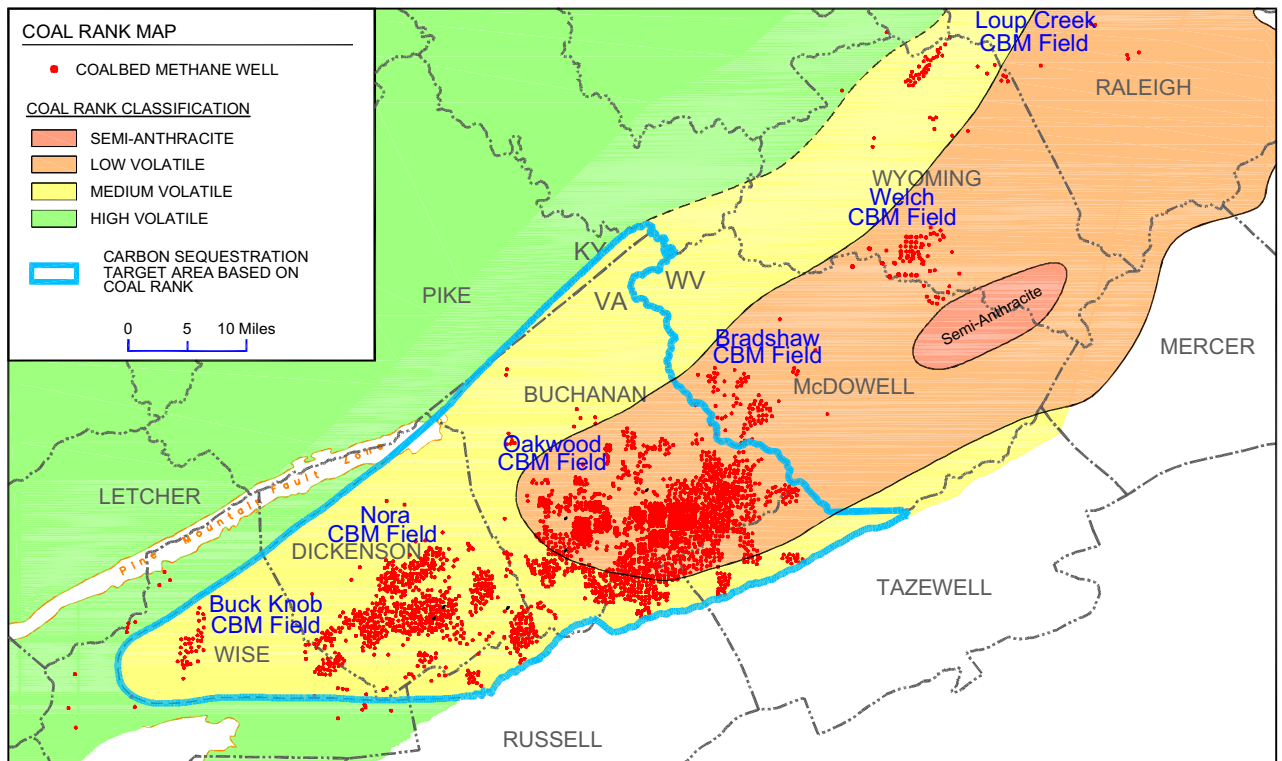 COAL RANK MAP
COALBED METHANE WELL
COAL RANK CLASSIFICATION
SEMI-ANTHRACITE
LOW VOLATILE
MEDIUM VOLATILE
HIGH VOLATILE
CARBON SEQUESTRATION
TARGET AREA BASED ON
COAL RANK
0 5 10 Miles
Loup Creek
CBM Field
RALEIGH
WYOMING
Welch
CBM Field
KY
WV
VA
PIKE
Semi-Anthracite
MERCER
Bradshaw
CBM Field
McDOWELL
BUCHANAN
Oakwood
CBM Field
Pine Mountain Fault Zone
LETCHER
Nora
CBM Field
DICKENSON
TAZEWELL
Buck Knob
CBM Field
WISE
RUSSELL